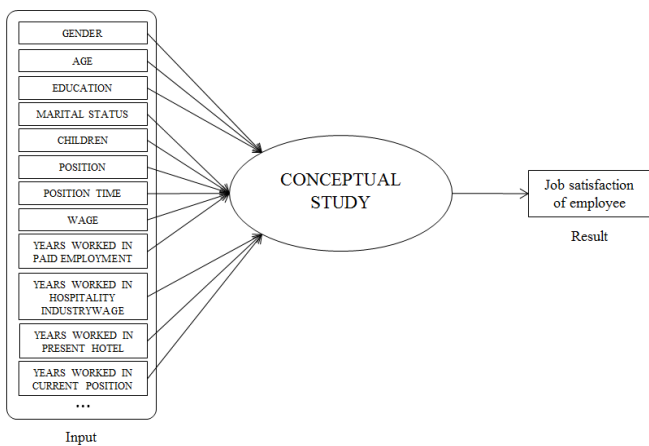 GENDER
AGE
EDUCATION
MARITAL STATUS
CHILDREN
POSITION
POSITION TIME
WAGE
YEARS WORKED IN
PAID EMPLOYMENT
YEARS WORKED IN
HOSPITALITY
INDUSTRYWAGE
YEARS WORKED IN
PRESENT HOTEL
YEARS WORKED IN
CURRENT POSITION
...
Input
CONCEPTUAL
STUDY
Job satisfaction
of employee
Result